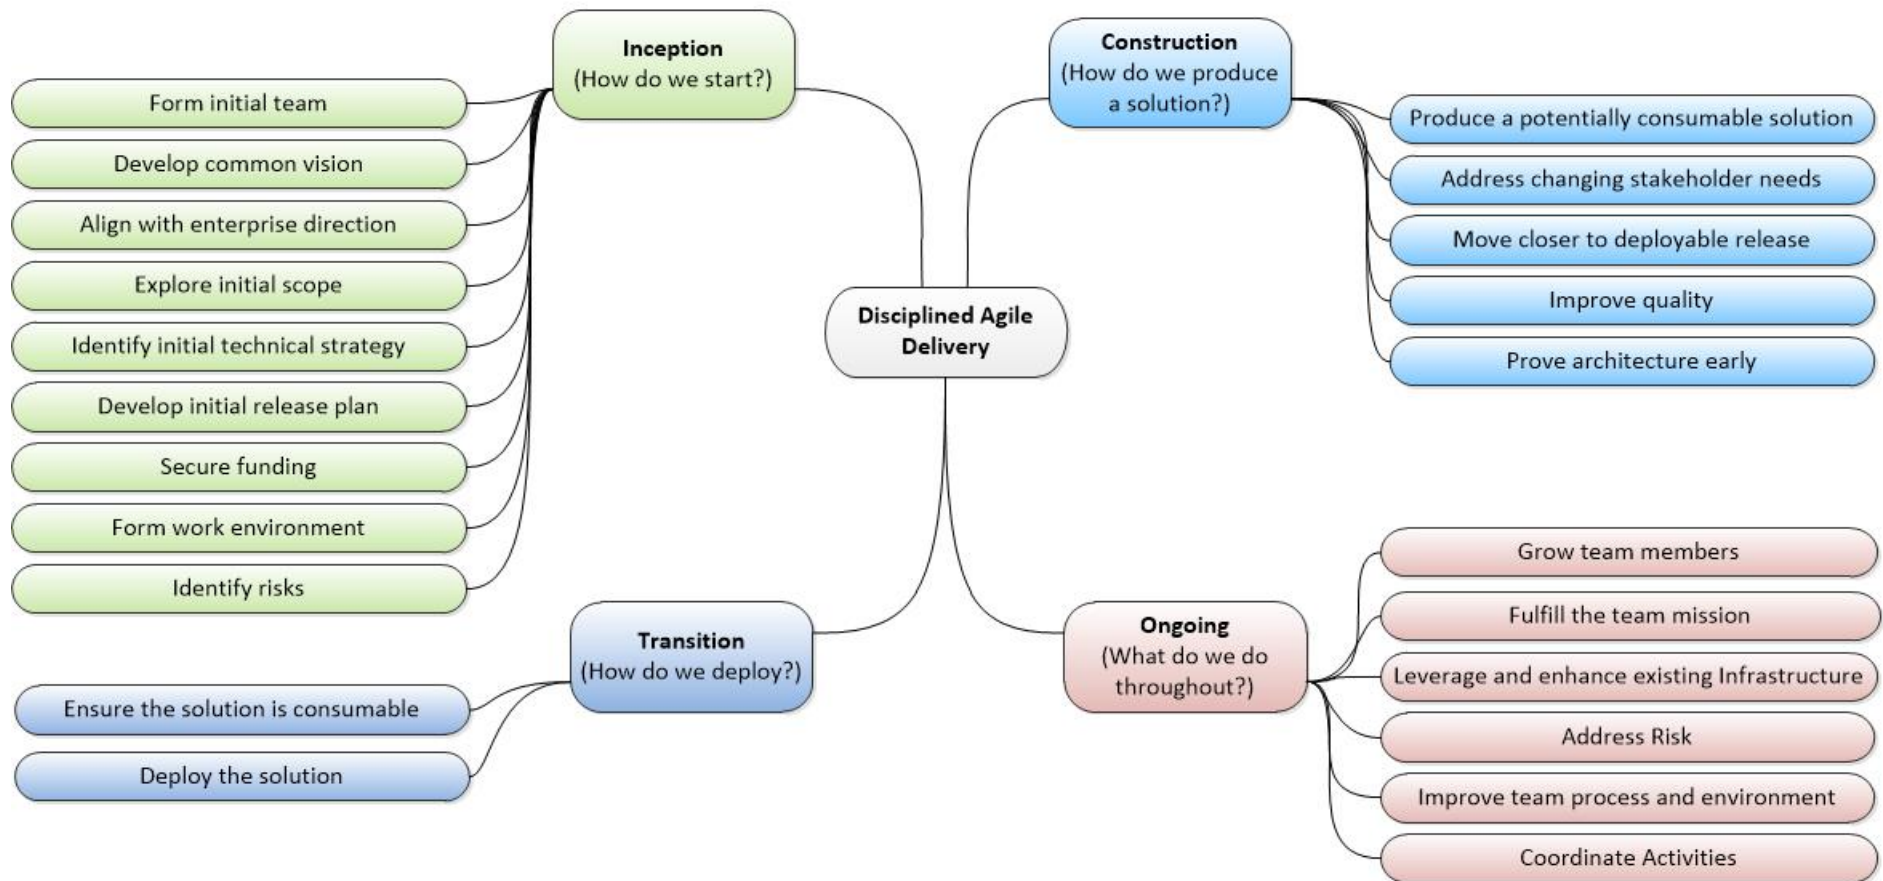 Inception
(How do we start?)
Form initial team
Develop common vision
Align with enterprise direction
Explore initial scope
Identify initial technical strategy
Develop initial release plan
Secure funding
Form work environment
Identify risks
Construction
(How do we produce
a solution?)
Produce a potentially consumable solution
Address changing stakeholder needs
Move closer to deployable release
Improve quality
Prove architecture early
Disciplined Agile
Delivery
Transition
(How do we deploy?)
Ensure the solution is consumable
Deploy the solution
Ongoing
(What do we do
throughout?)
Grow team members
Fulfill the team mission
Leverage and enhance existing Infrastructure
Address Risk
Improve team process and environment
Coordinate Activities